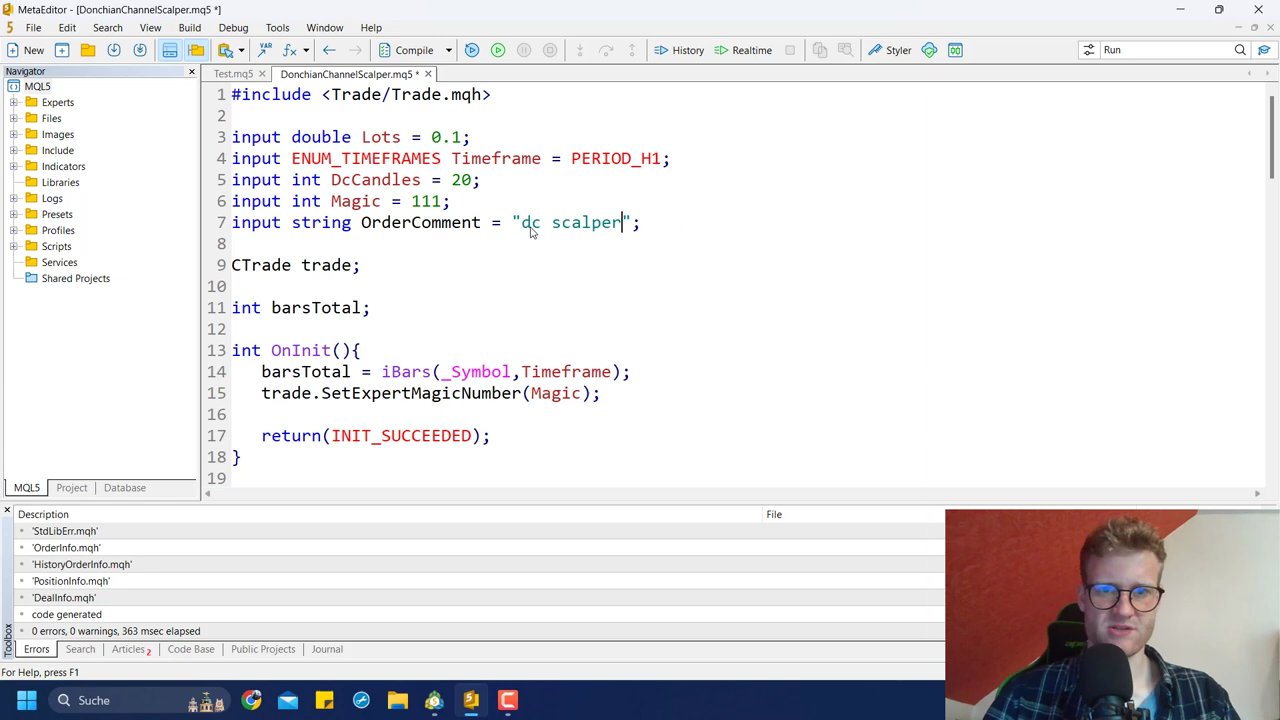 MetaEditor - [DonchianChannelScalper.mq5 *]
File Edit Search View Build Debug Tools Window Help
New Compile History Realtime Styler Run
Navigator
MQL5
Experts
Files
Images
Include
Indicators
Libraries
Logs
Presets
Profiles
Scripts
Services
Shared Projects
MQL5 Project Database
Test.mq5 DonchianChannelScalper.mq5 *
1 #include <Trade/Trade.mqh>
2
3 input double Lots = 0.1;
4 input ENUM_TIMEFRAMES Timeframe = PERIOD_H1;
5 input int DcCandles = 20;
6 input int Magic = 111;
7 input string OrderComment = "dc scalper";
8
9 CTrade trade;
10
11 int barsTotal;
12
13 int OnInit(){
14 barsTotal = iBars(_Symbol,Timeframe);
15 trade.SetExpertMagicNumber(Magic);
16
17 return(INIT_SUCCEEDED);
18 }
19
Toolbox
Description File
'StdLibErr.mqh'
'OrderInfo.mqh'
'HistoryOrderInfo.mqh'
'PositionInfo.mqh'
'DealInfo.mqh'
code generated
0 errors, 0 warnings, 363 msec elapsed
Errors Search Articles 2 Code Base Public Projects Journal
For Help, press F1
Suche